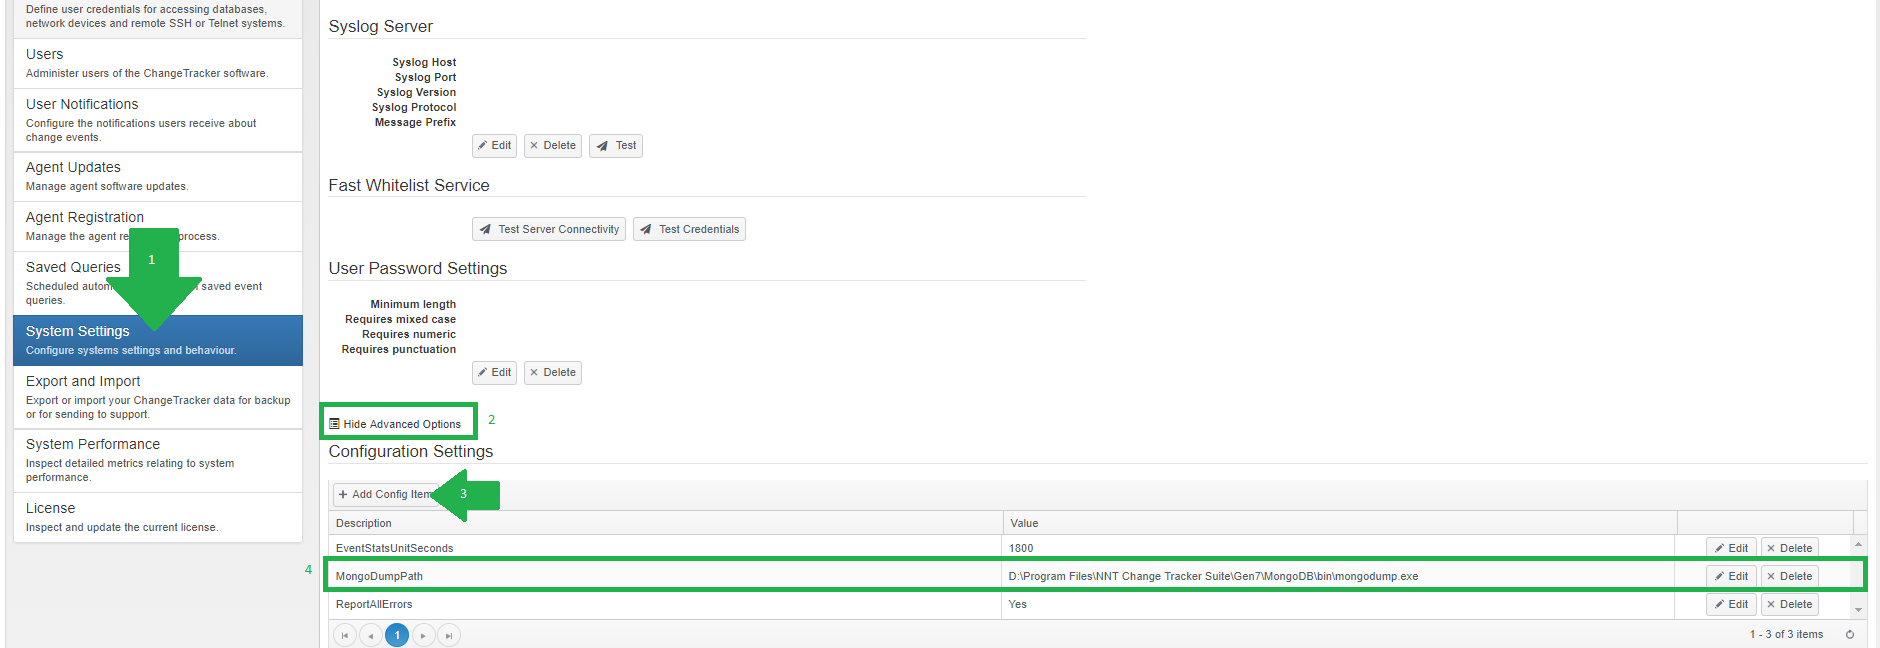 Define user credentials for accessing databases,
network devices and remote SSH or Telnet systems.
Users
Administer users of the ChangeTracker software.
User Notifications
Configure the notifications users receive about
change events.
Agent Updates
Manage agent software updates.
Agent Registration
Manage the agent re process.
1
Saved Queries
Scheduled autom saved event
queries.
System Settings
Configure systems settings and behaviour.
Export and Import
Export or import your ChangeTracker data for backup
or for sending to support.
System Performance
Inspect detailed metrics relating to system
performance.
License
Inspect and update the current license.
Syslog Server
Syslog Host
Syslog Port
Syslog Version
Syslog Protocol
Message Prefix
Edit Delete Test
Fast Whitelist Service
Test Server Connectivity Test Credentials
User Password Settings
Minimum length
Requires mixed case
Requires numeric
Requires punctuation
Edit Delete
Hide Advanced Options 2
Configuration Settings
Add Config Item 3
Description Value
EventStatsUnitSeconds 1800 Edit Delete
4 MongoDumpPath D:\Program Files\NNT Change Tracker Suite\Gen7\MongoDB\bin\mongodump.exe Edit Delete
ReportAllErrors Yes Edit Delete
1 1 - 3 of 3 items